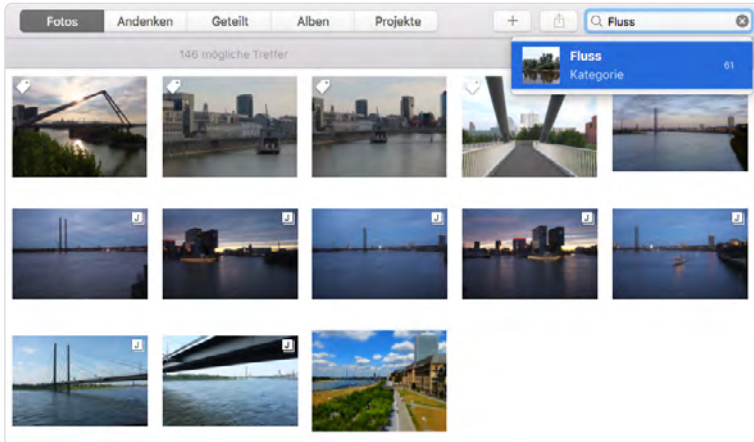 Fotos Andenken Geteilt Alben Projekte + Fluss
146 mögliche Treffer
Fluss
Kategorie 61
J J J J J
J J